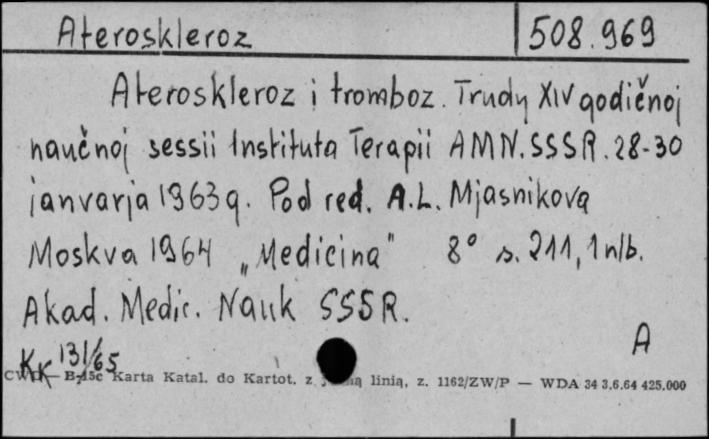 Ateroskleroz 508.969
Ateroskleroz i tromboz. Trudy XIV godičnoj
naučnoj sessii Instituta Terapii AMN.SSSR. 28-30
janvarja 1963g. Pod red. A.L. Mjasnikova
Moskva 1964 „Medicina" 8° s. 211, 1 nlb.
Akad. Medic. Nauk SSSR.
A
KK 131/65
Karta Katal. do Kartot. z linią, z. 1162/ZW/P — WDA 34 3.6.64 425.000